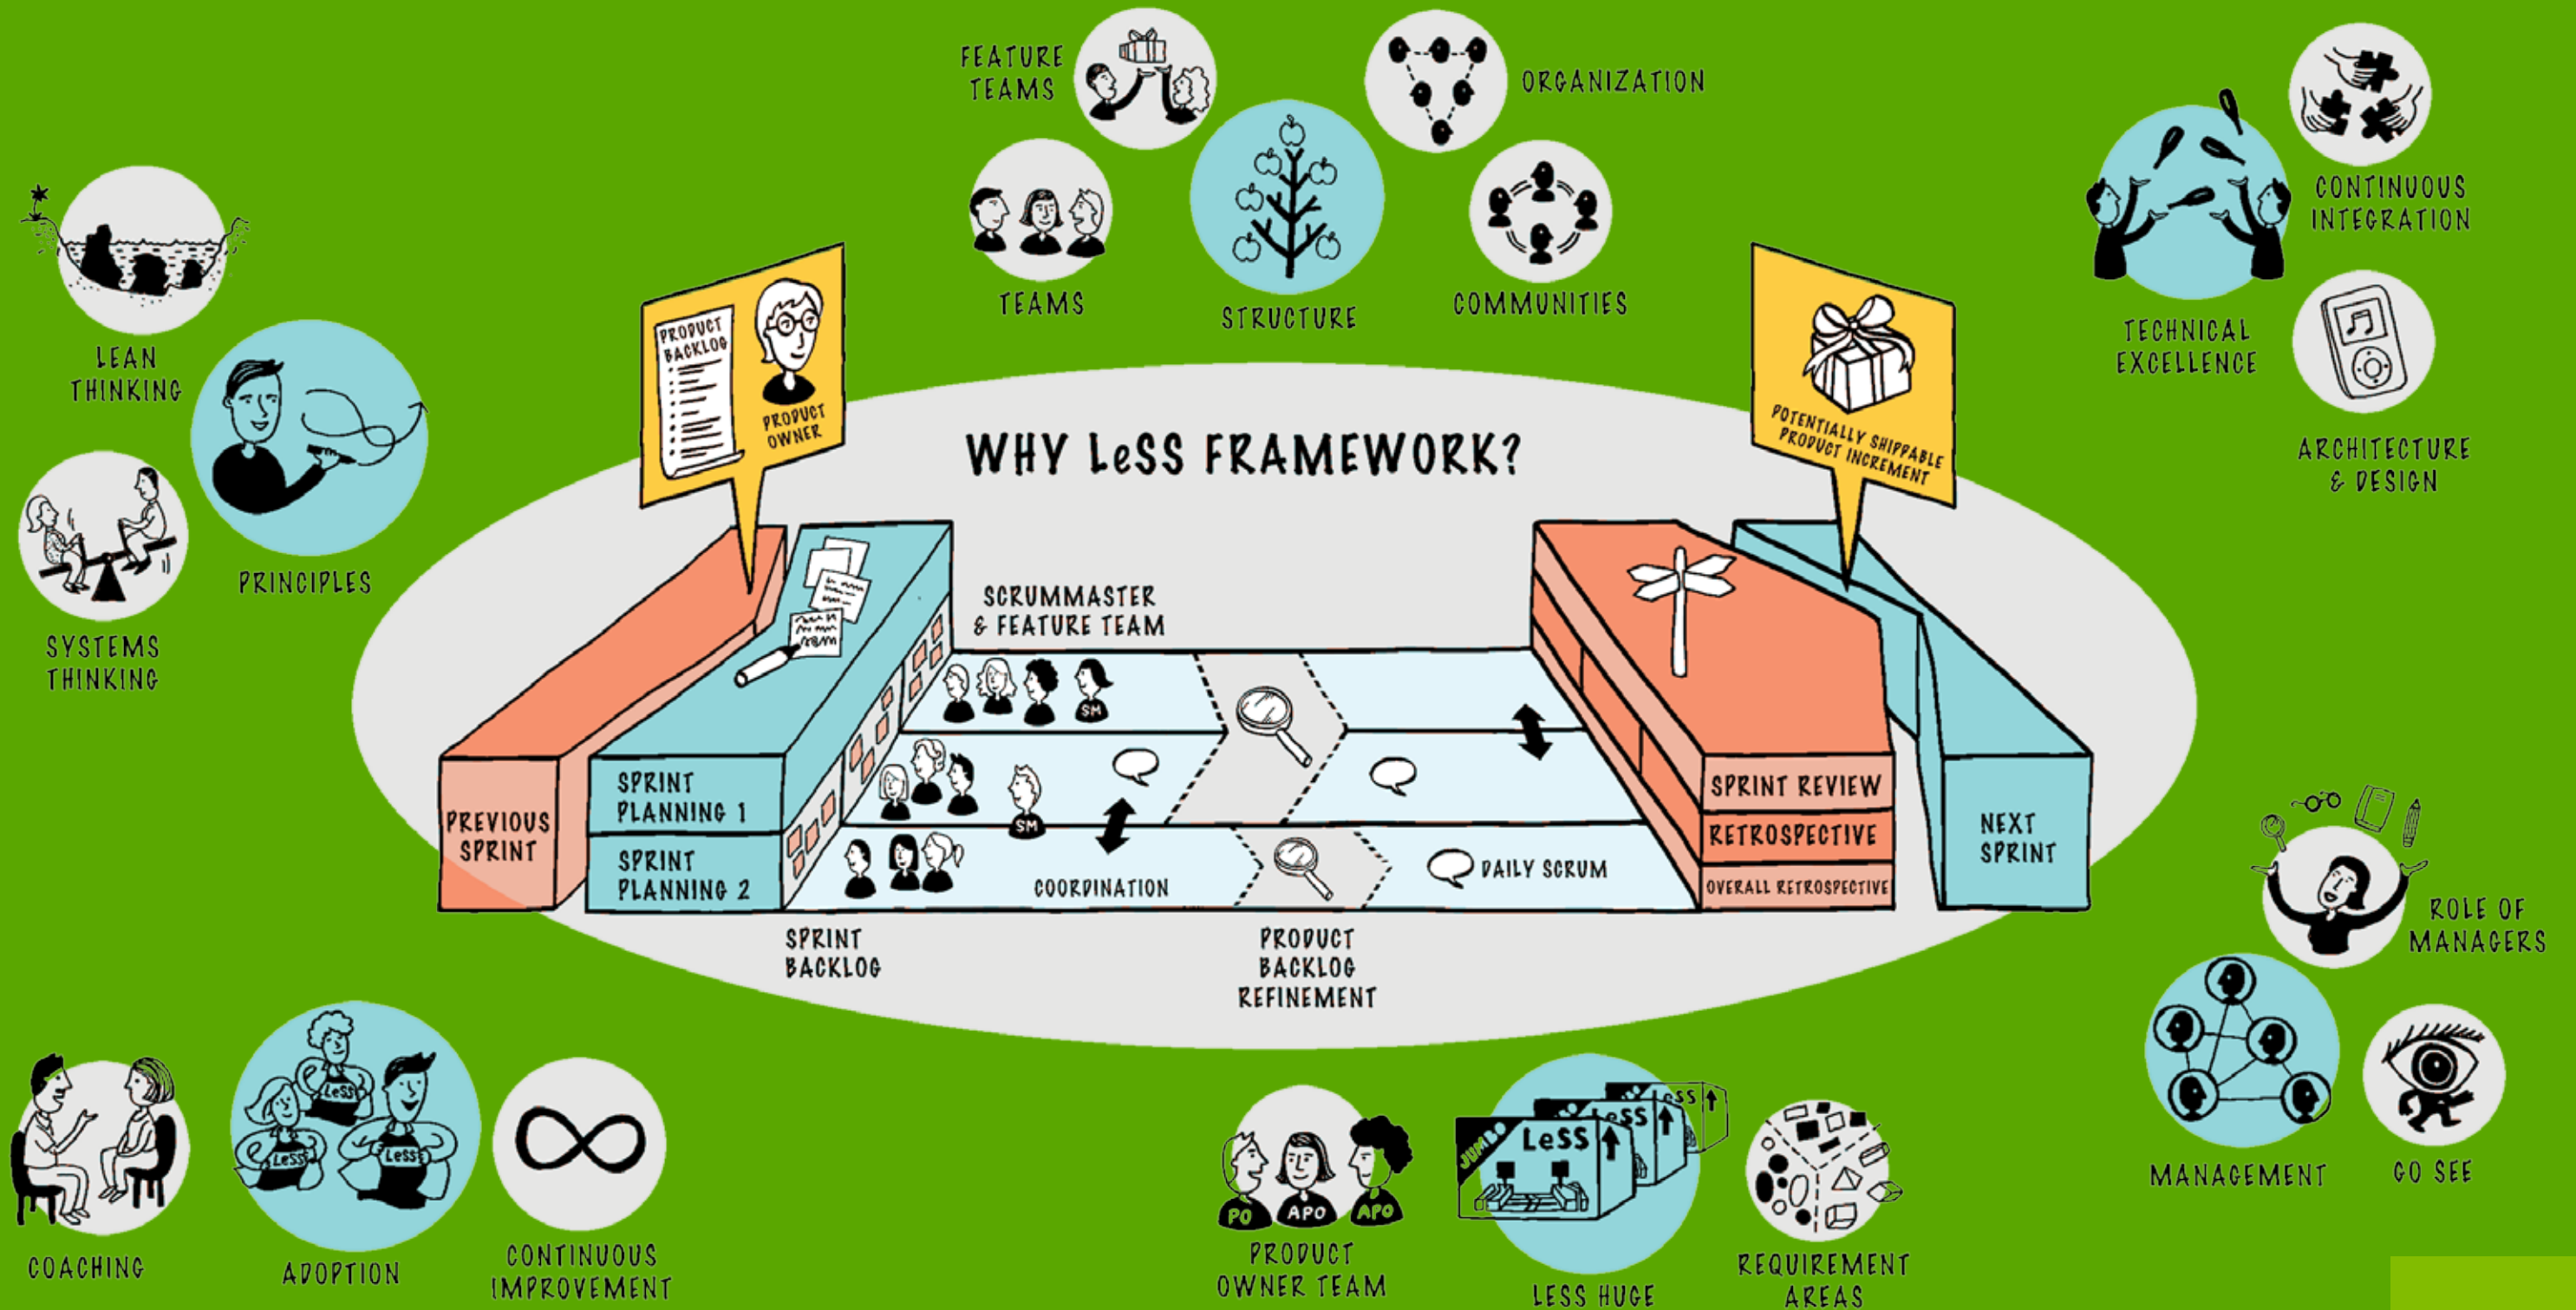 FEATURE
TEAMS
ORGANIZATION
TEAMS
STRUCTURE
COMMUNITIES
CONTINUOUS
INTEGRATION
TECHNICAL
EXCELLENCE
ARCHITECTURE
& DESIGN
LEAN
THINKING
PRINCIPLES
SYSTEMS
THINKING
PRODUCT
BACKLOG
PRODUCT
OWNER
WHY LeSS FRAMEWORK?
POTENTIALLY SHIPPABLE
PRODUCT INCREMENT
SCRUMMASTER
& FEATURE TEAM
SM
SM
PREVIOUS
SPRINT
SPRINT
PLANNING 1
SPRINT
PLANNING 2
COORDINATION
DAILY SCRUM
SPRINT REVIEW
RETROSPECTIVE
OVERALL RETROSPECTIVE
NEXT
SPRINT
SPRINT
BACKLOG
PRODUCT
BACKLOG
REFINEMENT
ROLE OF
MANAGERS
MANAGEMENT
GO SEE
COACHING
LeSS
LeSS
LeSS
ADOPTION
CONTINUOUS
IMPROVEMENT
PO
APO
APO
PRODUCT
OWNER TEAM
JUMBO
LeSS
LeSS
LeSS
LESS HUGE
REQUIREMENT
AREAS